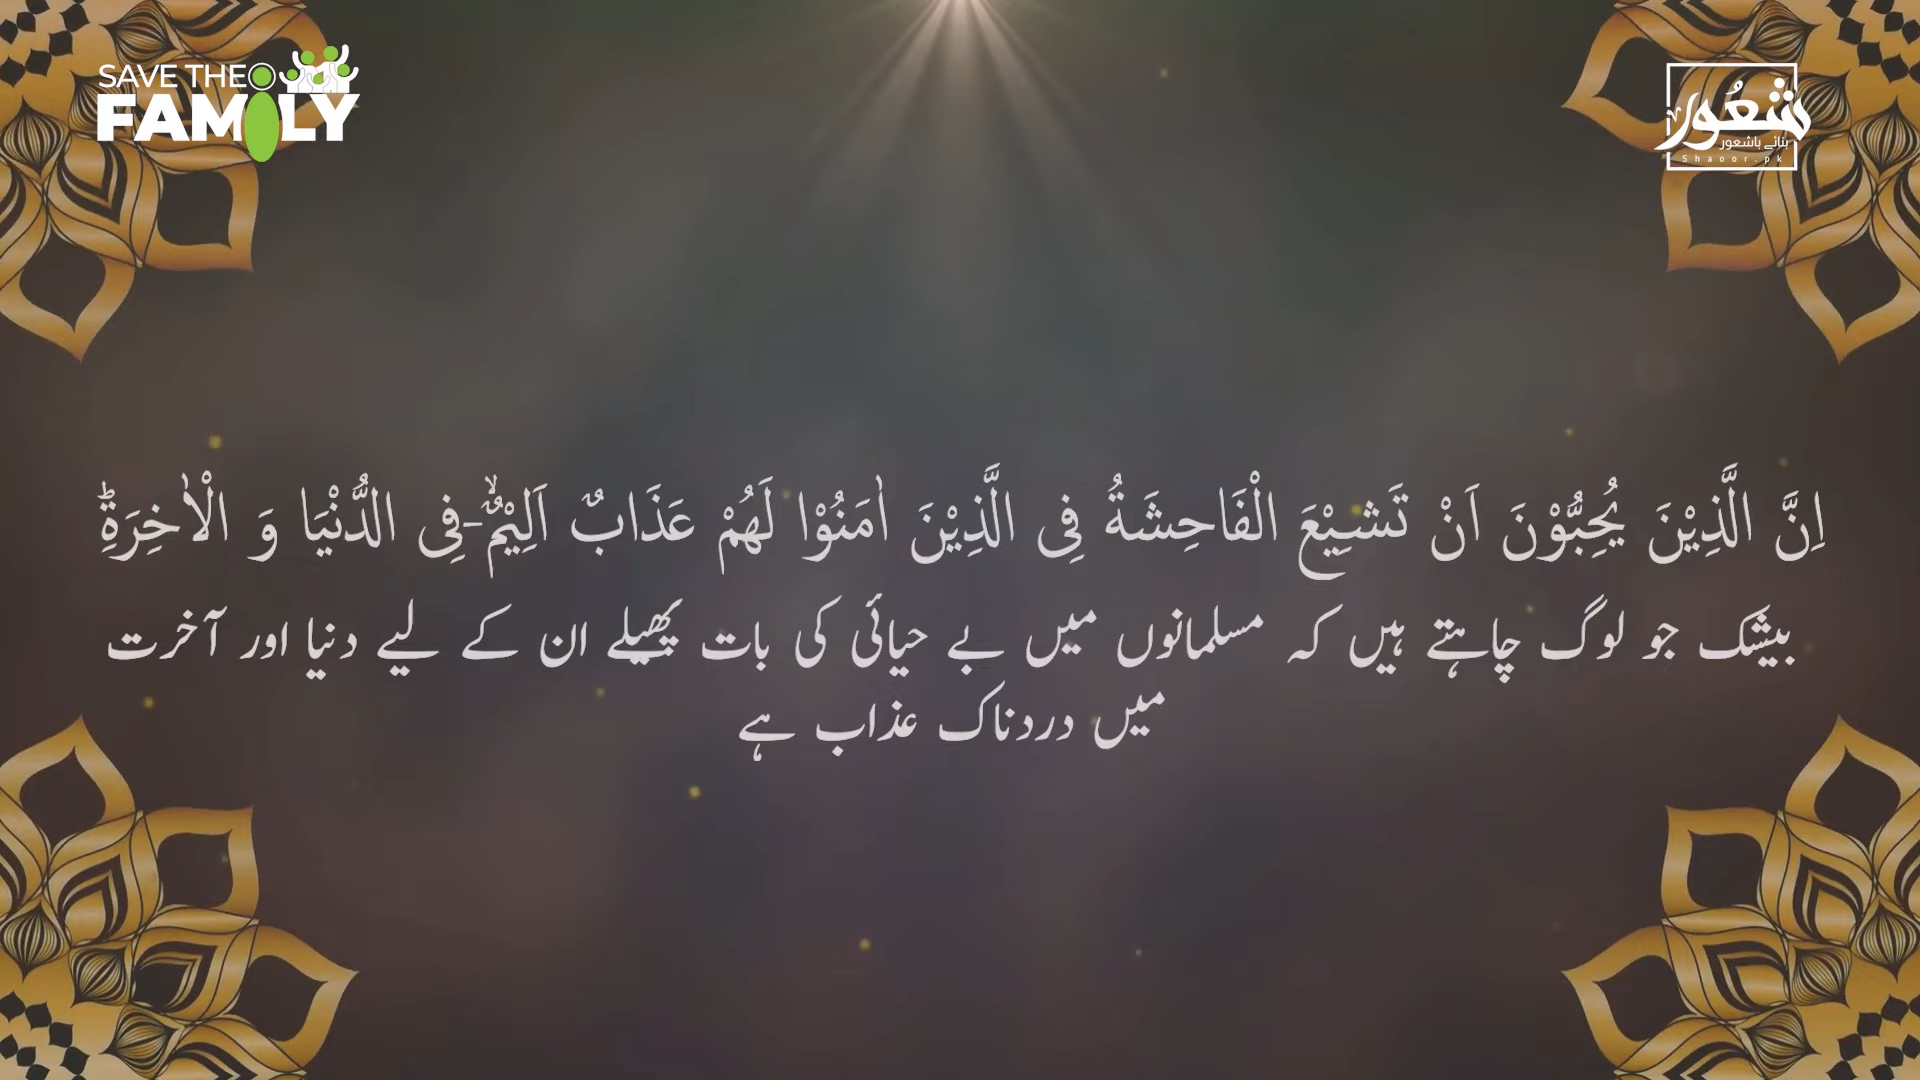 SAVE THE
FAMILY
شعور
بنائے باشعور
Shaoor.pk
اِنَّ الَّذِیْنَ یُحِبُّوْنَ اَنْ تَشِیْعَ الْفَاحِشَةُ فِی الَّذِیْنَ اٰمَنُوْا لَهُمْ عَذَابٌ اَلِیْمٌۙ-فِی الدُّنْیَا وَ الْاٰخِرَةِؕ
بیشک جو لوگ چاہتے ہیں کہ مسلمانوں میں بے حیائی کی بات پھیلے ان کے لیے دنیا اور آخرت
میں دردناک عذاب ہے